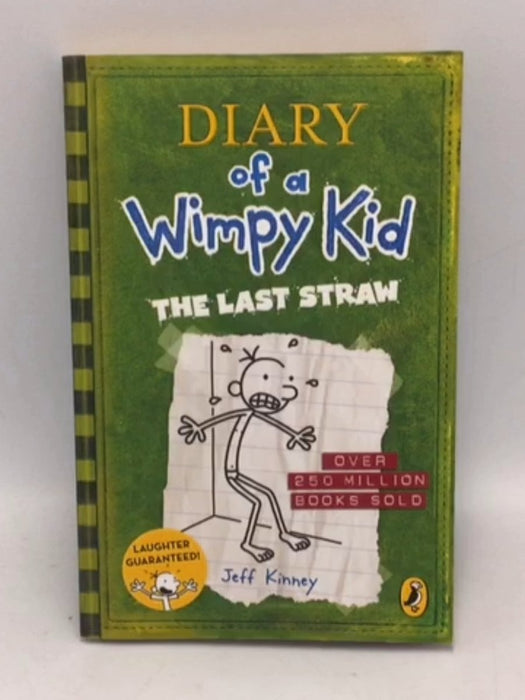 DIARY
of a
Wimpy Kid
THE LAST STRAW
OVER
250 MILLION
BOOKS SOLD
LAUGHTER
GUARANTEED!
Jeff Kinney